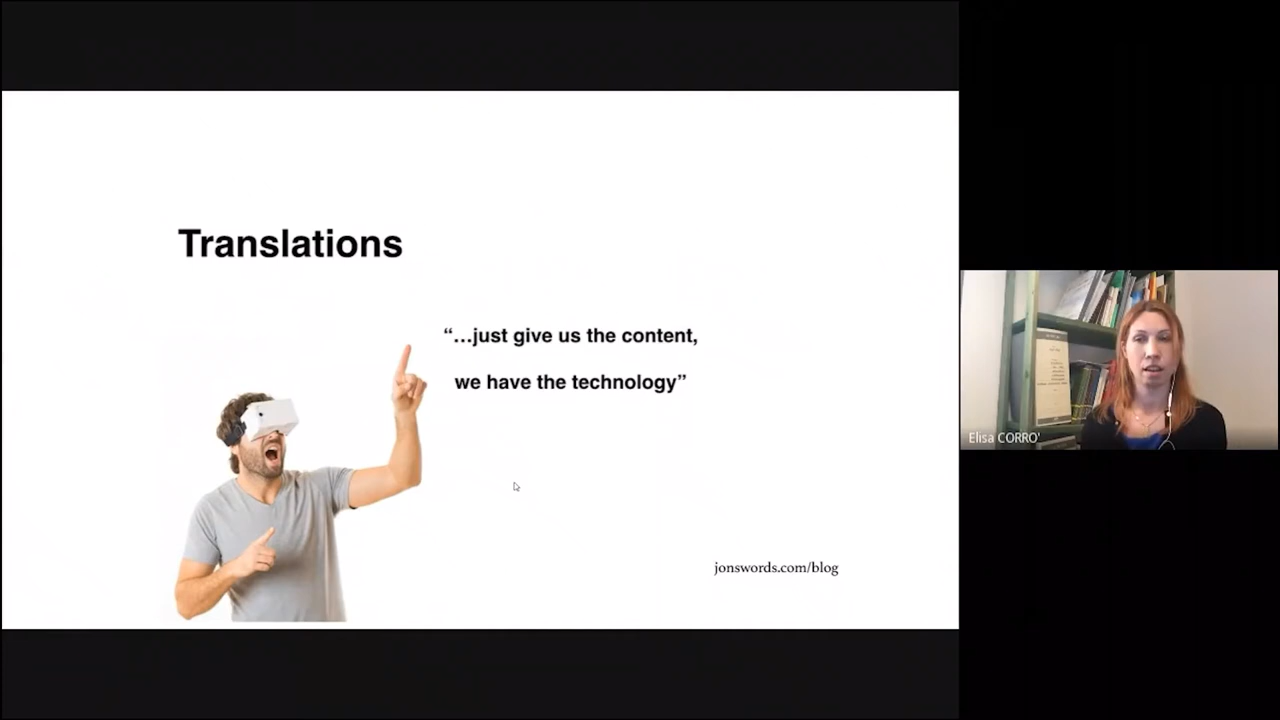 Translations
“…just give us the content,
we have the technology”
jonswords.com/blog
Elisa CORRO'